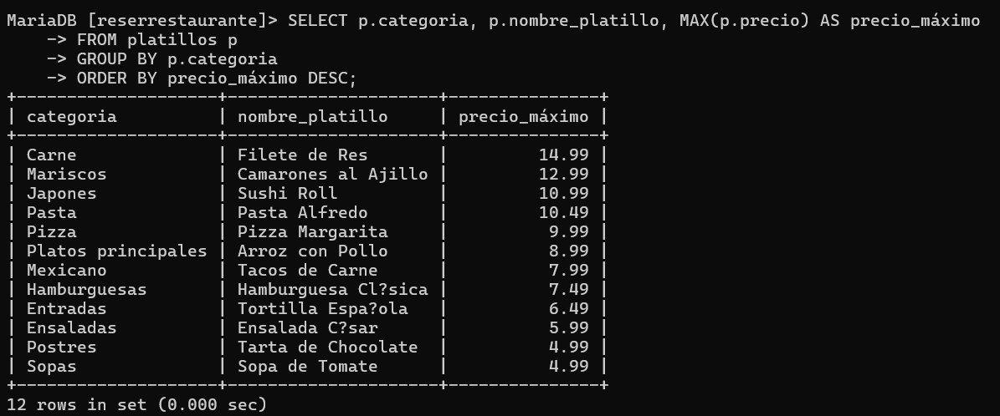 MariaDB [reserrestaurante]> SELECT p.categoria, p.nombre_platillo, MAX(p.precio) AS precio_máximo
    -> FROM platillos p
    -> GROUP BY p.categoria
    -> ORDER BY precio_máximo DESC;
+--------------------+---------------------+---------------+
| categoria          | nombre_platillo     | precio_máximo |
+--------------------+---------------------+---------------+
| Carne              | Filete de Res       |         14.99 |
| Mariscos           | Camarones al Ajillo |         12.99 |
| Japones            | Sushi Roll          |         10.99 |
| Pasta              | Pasta Alfredo       |         10.49 |
| Pizza              | Pizza Margarita     |          9.99 |
| Platos principales | Arroz con Pollo     |          8.99 |
| Mexicano           | Tacos de Carne      |          7.99 |
| Hamburguesas       | Hamburguesa Cl?sica |          7.49 |
| Entradas           | Tortilla Espa?ola   |          6.49 |
| Ensaladas          | Ensalada C?sar      |          5.99 |
| Postres            | Tarta de Chocolate  |          4.99 |
| Sopas              | Sopa de Tomate      |          4.99 |
+--------------------+---------------------+---------------+
12 rows in set (0.000 sec)